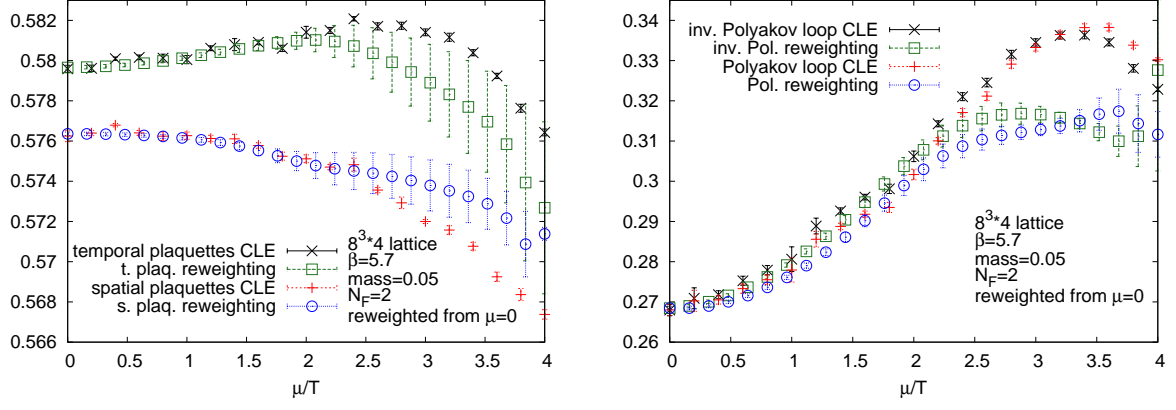 0.582
0.58
0.578
0.576
0.574
0.572
0.57
0.568
0.566
0
0.5
1
1.5
2
2.5
3
3.5
4
μ/T
temporal plaquettes CLE
t. plaq. reweighting
spatial plaquettes CLE
s. plaq. reweighting
8³*4 lattice
β=5.7
mass=0.05
N_F=2
reweighted from μ=0
0.34
0.33
0.32
0.31
0.3
0.29
0.28
0.27
0.26
0
0.5
1
1.5
2
2.5
3
3.5
4
μ/T
inv. Polyakov loop CLE
inv. Pol. reweighting
Polyakov loop CLE
Pol. reweighting
8³*4 lattice
β=5.7
mass=0.05
N_F=2
reweighted from μ=0